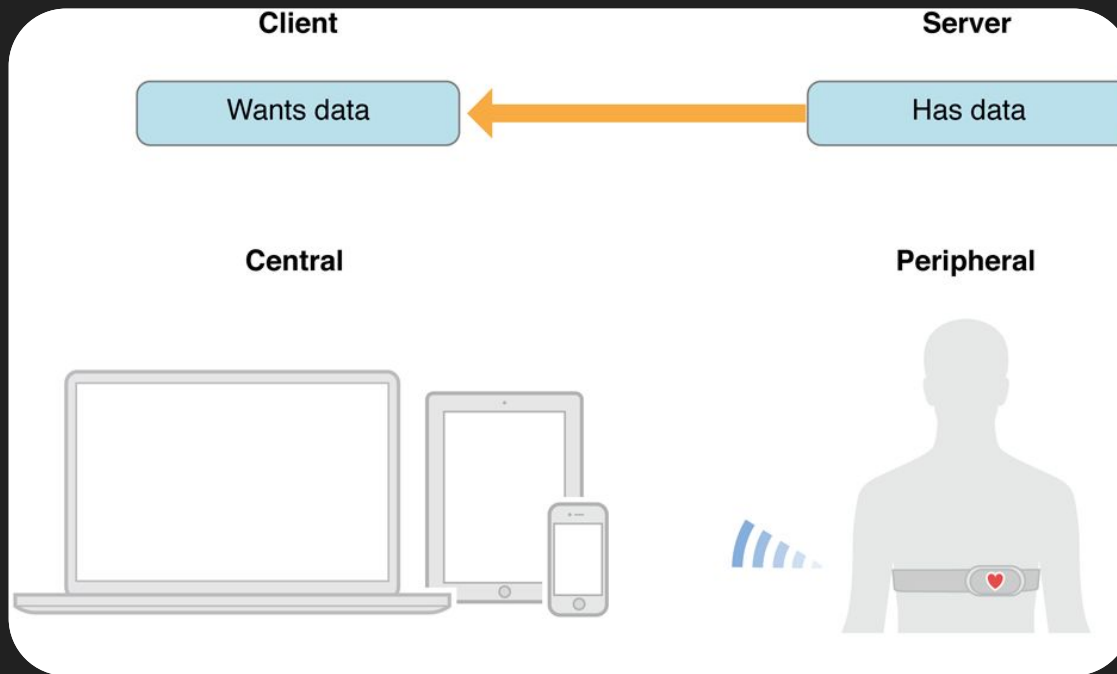 Client
Server
Wants data
Has data
Central
Peripheral